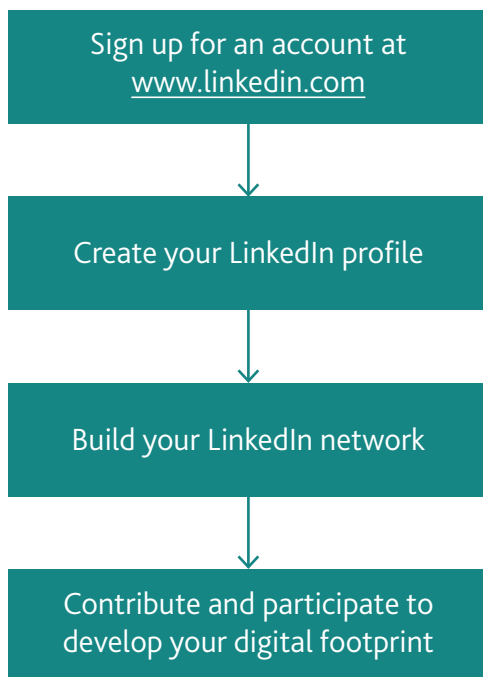 Sign up for an account at
www.linkedin.com
Create your LinkedIn profile
Build your LinkedIn network
Contribute and participate to
develop your digital footprint